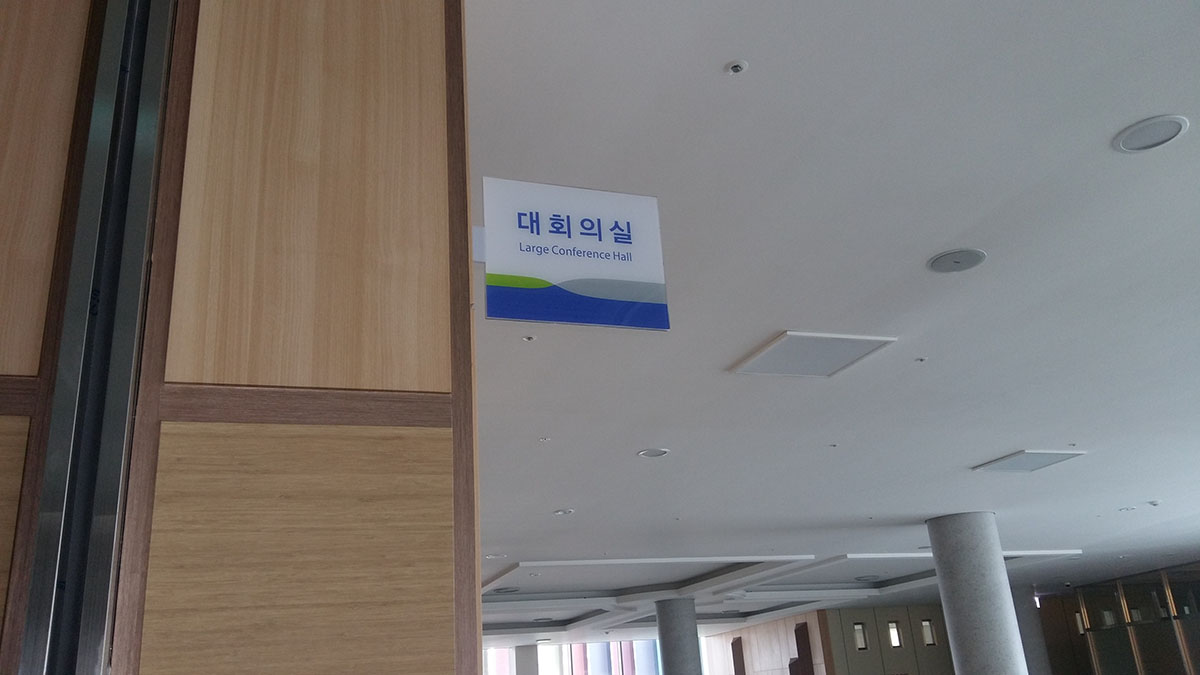 대회의실
Large Conference Hall